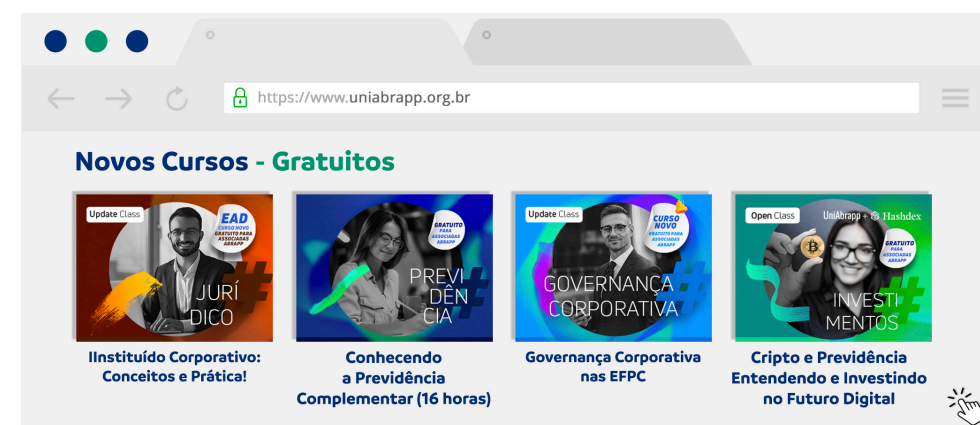 https://www.uniabrapp.org.br
Novos Cursos - Gratuitos
Update Class
EAD
CURSO NOVO
GRATUITO PARA
ASSOCIADAS
ABRAPP
#
JURÍ
DICO
IInstituído Corporativo:
Conceitos e Prática!
GRATUITO
PARA
ASSOCIADAS
ABRAPP
#
PREVI
DÊN
CIA
Conhecendo
a Previdência
Complementar (16 horas)
Update Class
CURSO
NOVO
GRATUITO PARA
ASSOCIADAS
ABRAPP
#
GOVERNANÇA
CORPORATIVA
Governança Corporativa
nas EFPC
Open Class
UniAbrapp + Hashdex
GRATUITO
PARA
ASSOCIADAS
ABRAPP
#
INVESTI
MENTOS
Cripto e Previdência
Entendendo e Investindo
no Futuro Digital